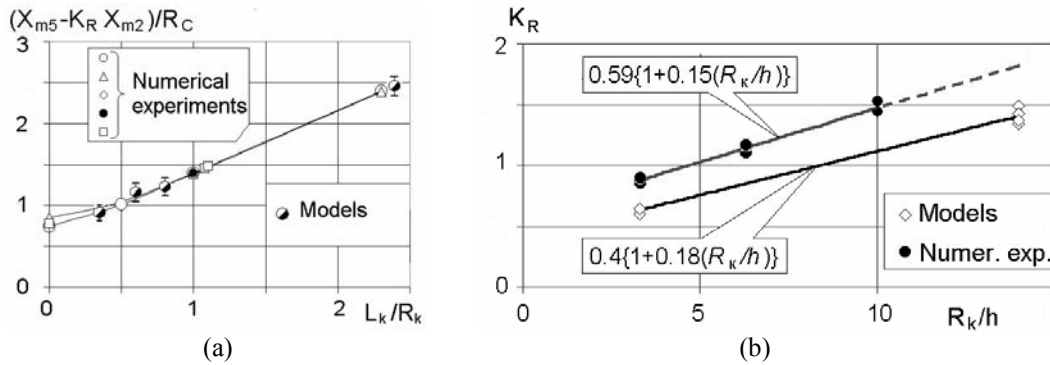 (Xm5-KR Xm2)/RC
3
2
1
0
Numerical
experiments
Models
0
1
2
Lk/Rk
(a)
KR
2
1
0
0.59{1+0.15(Rκ/h)}
0.4{1+0.18(Rκ/h)}
Models
Numer. exp.
5
10
Rk/h
(b)